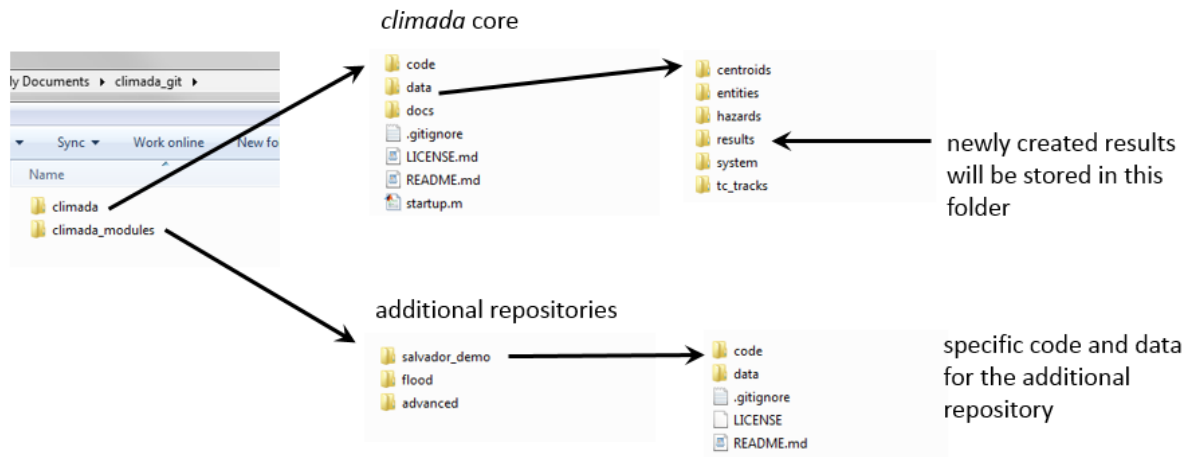 climada core
ly Documents ▸ climada_git ▸
Sync Work online New fo
Name
climada
climada_modules
code
data
docs
.gitignore
LICENSE.md
README.md
startup.m
centroids
entities
hazards
results
system
tc_tracks
newly created results
will be stored in this
folder
additional repositories
salvador_demo
flood
advanced
code
data
.gitignore
LICENSE
README.md
specific code and data
for the additional
repository